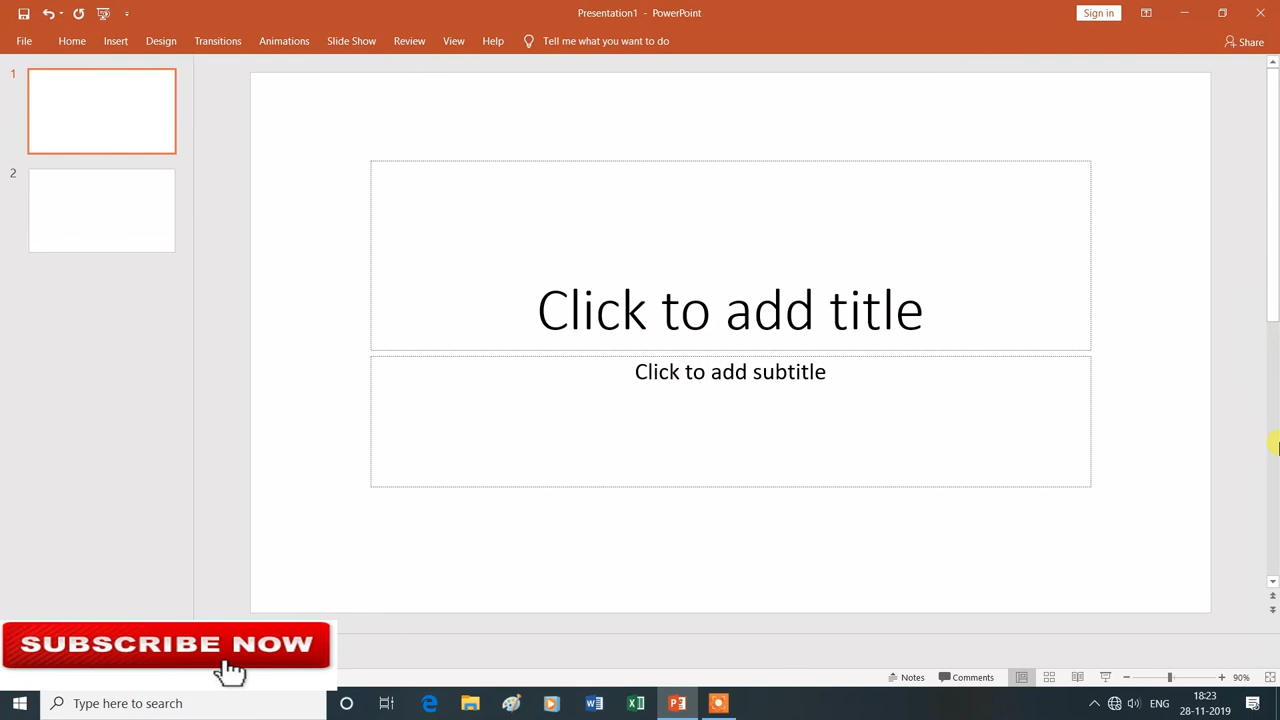 Presentation1 - PowerPoint
Sign in
File Home Insert Design Transitions Animations Slide Show Review View Help Tell me what you want to do Share
1
2
Click to add title
Click to add subtitle
SUBSCRIBE NOW
Notes Comments 90%
Type here to search
ENG
18:23
28-11-2019